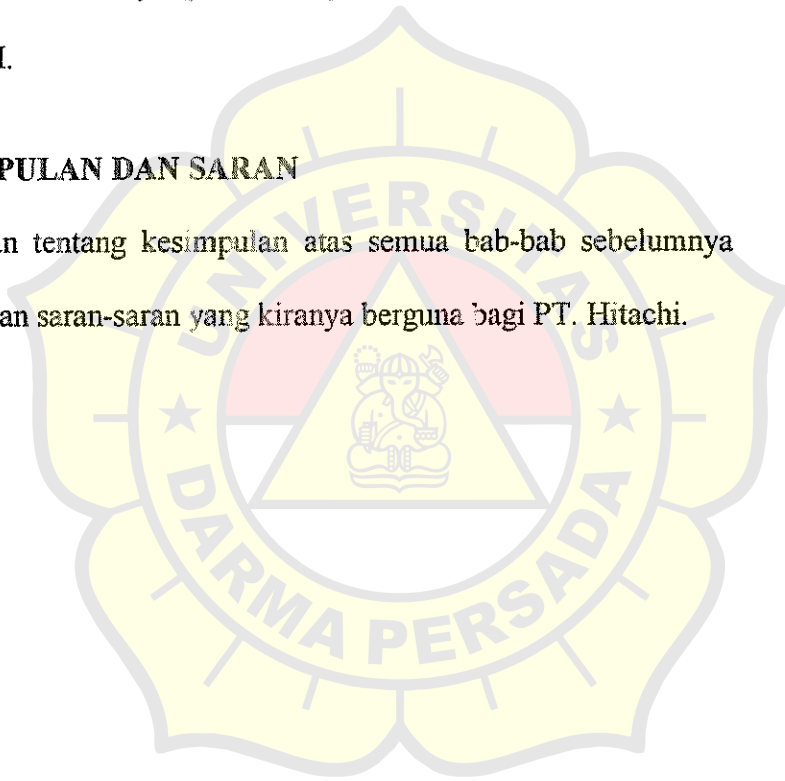 I.
PULAN DAN SARAN
an tentang kesimpulan atas semua bab-bab sebelumnya
an saran-saran yang kiranya berguna bagi PT. Hitachi.
UNIVERSITAS
DARMA PERSADA